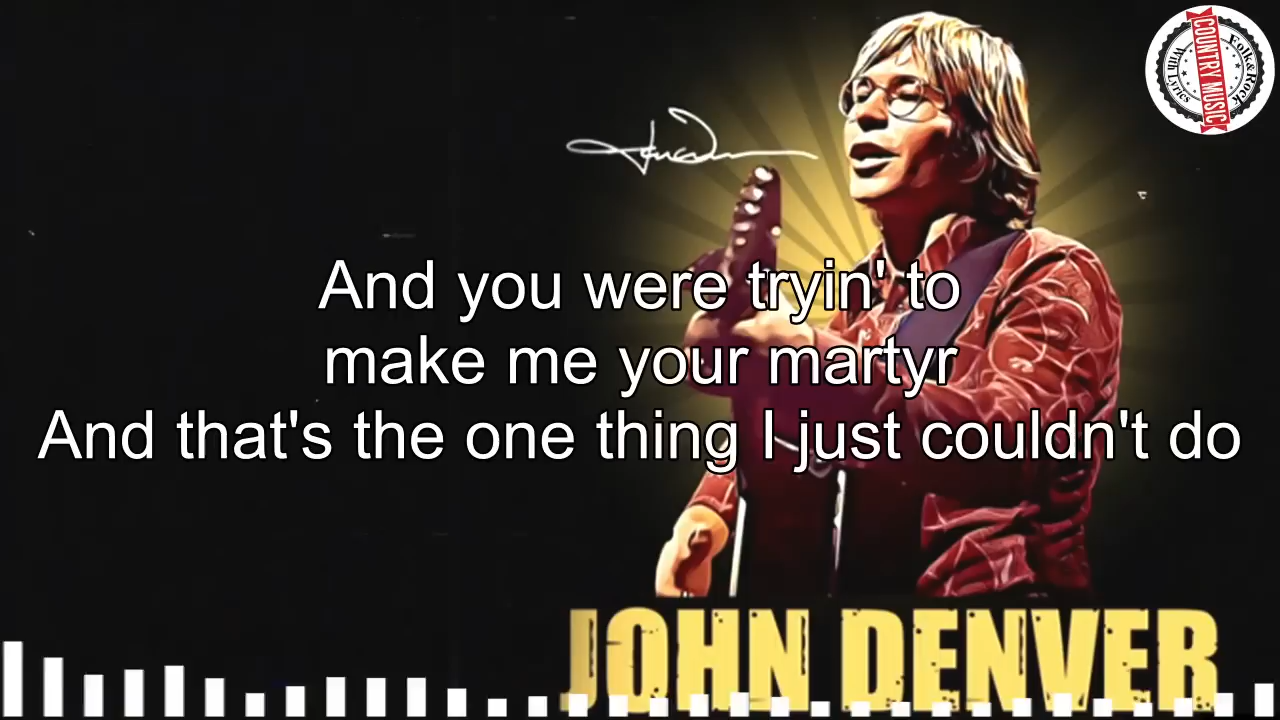 And you were tryin' to
make me your martyr
And that's the one thing I just couldn't do
JOHN DENVER
Folk&Rock
COUNTRY MUSIC
With Lyrics